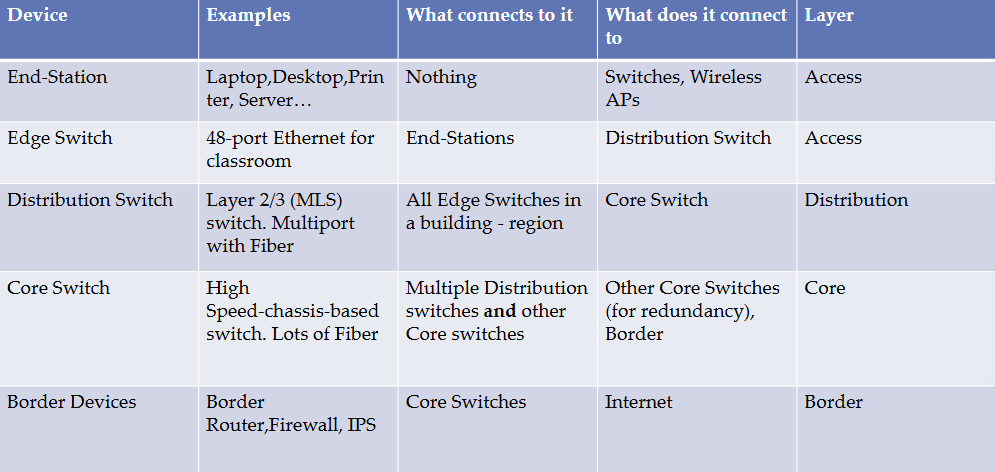 Device
Examples
What connects to it
What does it connect
to
Layer
End-Station
Laptop,Desktop,Prin
ter, Server…
Nothing
Switches, Wireless
APs
Access
Edge Switch
48-port Ethernet for
classroom
End-Stations
Distribution Switch
Access
Distribution Switch
Layer 2/3 (MLS)
switch. Multiport
with Fiber
All Edge Switches in
a building - region
Core Switch
Distribution
Core Switch
High
Speed-chassis-based
switch. Lots of Fiber
Multiple Distribution
switches and other
Core switches
Other Core Switches
(for redundancy),
Border
Core
Border Devices
Border
Router,Firewall, IPS
Core Switches
Internet
Border